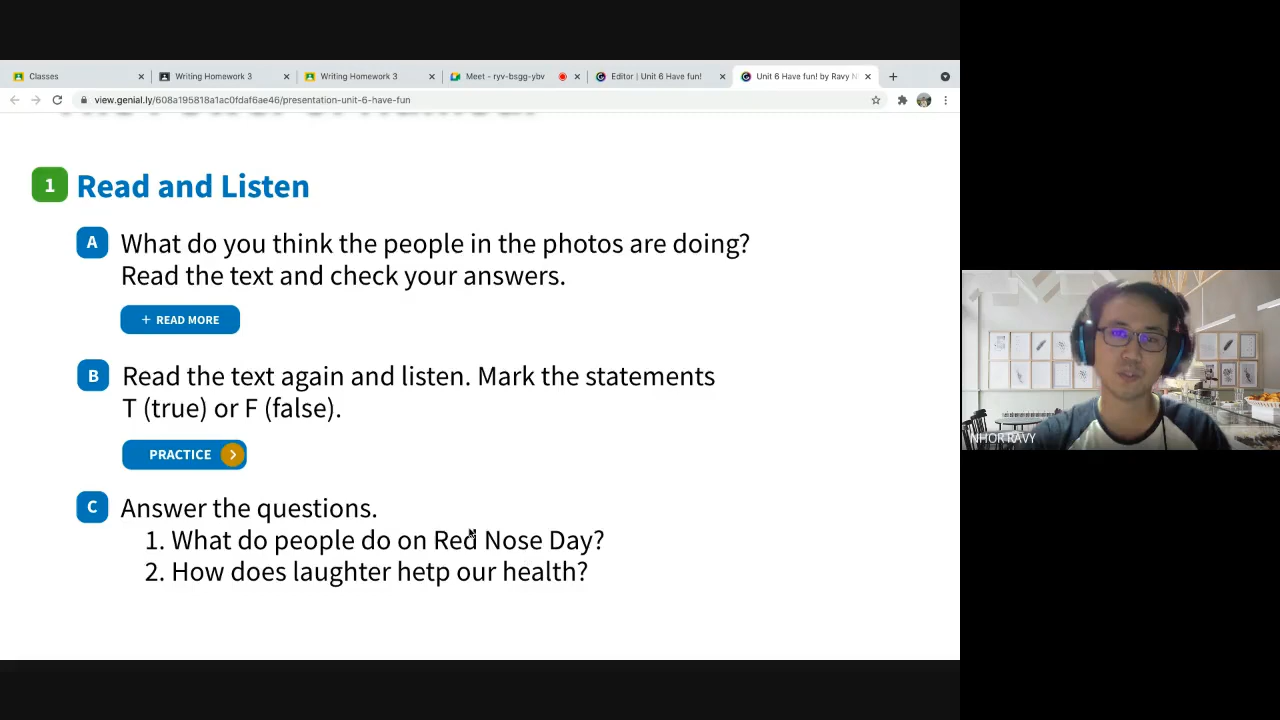 Classes
Writing Homework 3
Writing Homework 3
Meet - ryv-bsgg-ybv
Editor | Unit 6 Have fun!
Unit 6 Have fun! by Ravy
view.genial.ly/608a195818a1ac0fdaf6ae46/presentation-unit-6-have-fun
1 Read and Listen
A What do you think the people in the photos are doing?
Read the text and check your answers.
+ READ MORE
B Read the text again and listen. Mark the statements
T (true) or F (false).
PRACTICE
C Answer the questions.
1. What do people do on Red Nose Day?
2. How does laughter hetp our health?
NHOR RAVY